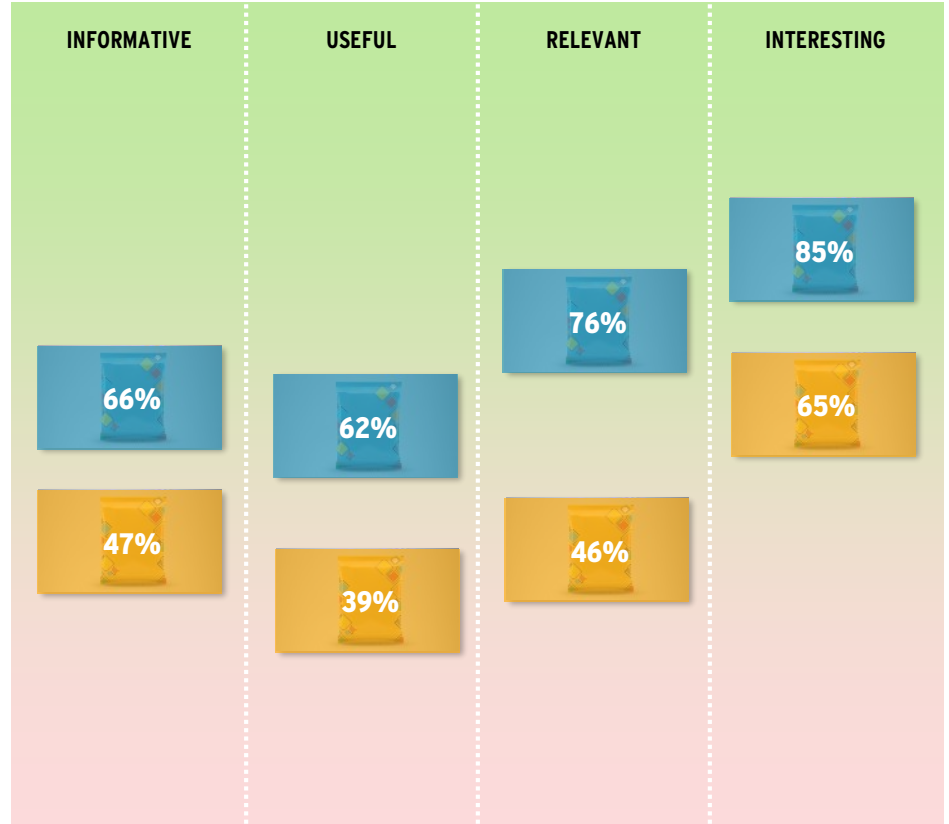 INFORMATIVE
USEFUL
RELEVANT
INTERESTING
85%
76%
66%
62%
65%
47%
46%
39%